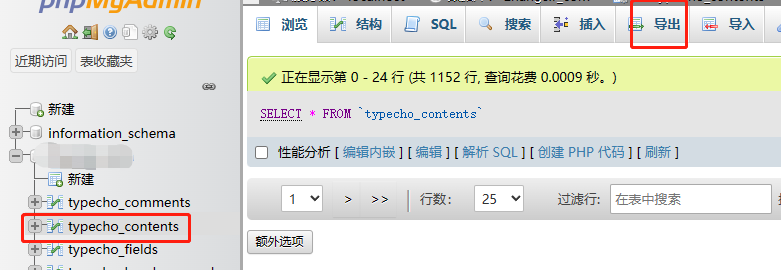 phpMyAdmin
近期访问 表收藏夹
新建
information_schema
新建
typecho_comments
typecho_contents
typecho_fields
浏览 结构 SQL 搜索 插入 导出 导入
正在显示第 0 - 24 行 (共 1152 行, 查询花费 0.0009 秒。)
SELECT * FROM `typecho_contents`
性能分析 [ 编辑内嵌 ] [ 编辑 ] [ 解析 SQL ] [ 创建 PHP 代码 ] [ 刷新 ]
1 > >> 行数: 25 过滤行: 在表中搜索
额外选项